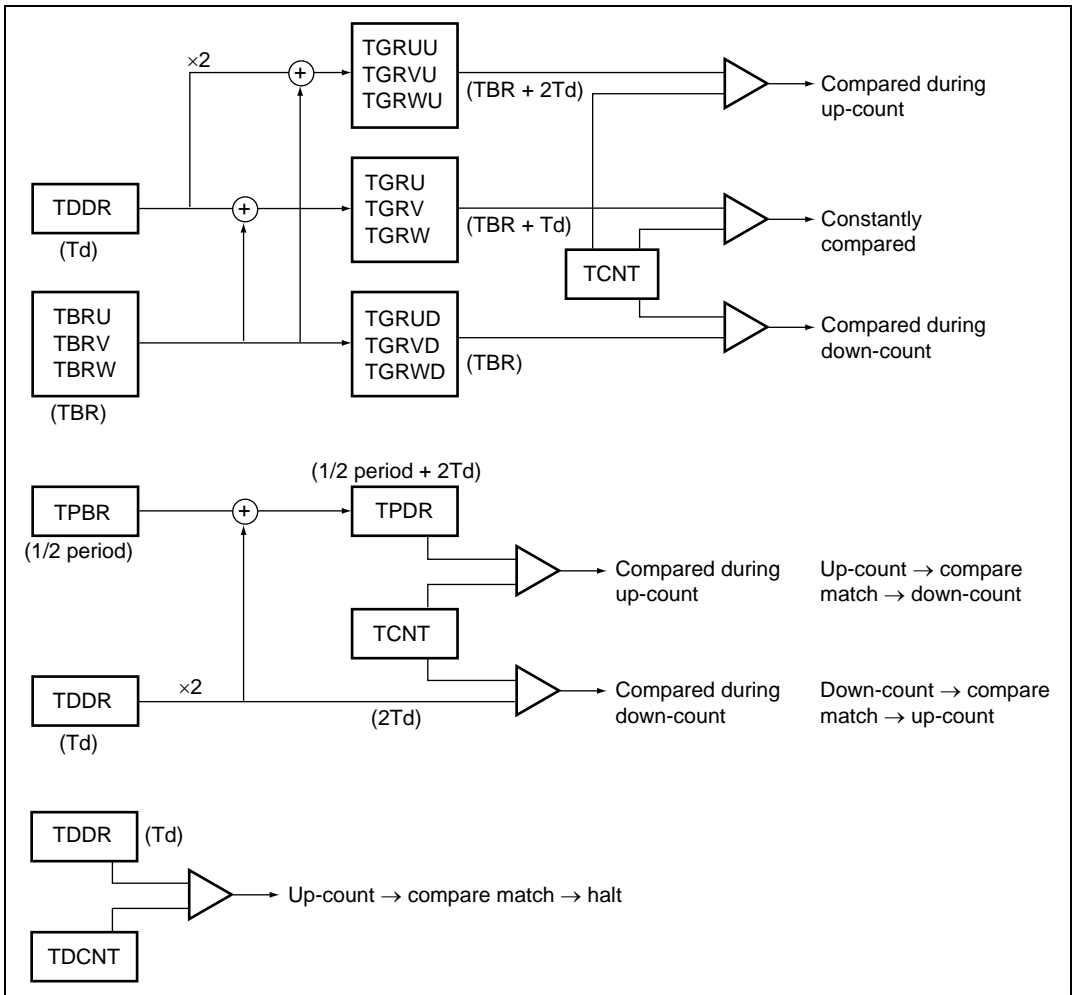 ×2
+
TGRUU
TGRVU
TGRWU
(TBR + 2Td)
Compared during
up-count
TDDR
(Td)
+
TGRU
TGRV
TGRW
(TBR + Td)
Constantly
compared
TCNT
TBRU
TBRV
TBRW
(TBR)
TGRUD
TGRVD
TGRWD
(TBR)
Compared during
down-count
(1/2 period + 2Td)
TPBR
(1/2 period)
+
TPDR
Compared during
up-count
Up-count → compare
match → down-count
TCNT
TDDR
(Td)
×2
(2Td)
Compared during
down-count
Down-count → compare
match → up-count
TDDR
(Td)
Up-count → compare match → halt
TDCNT